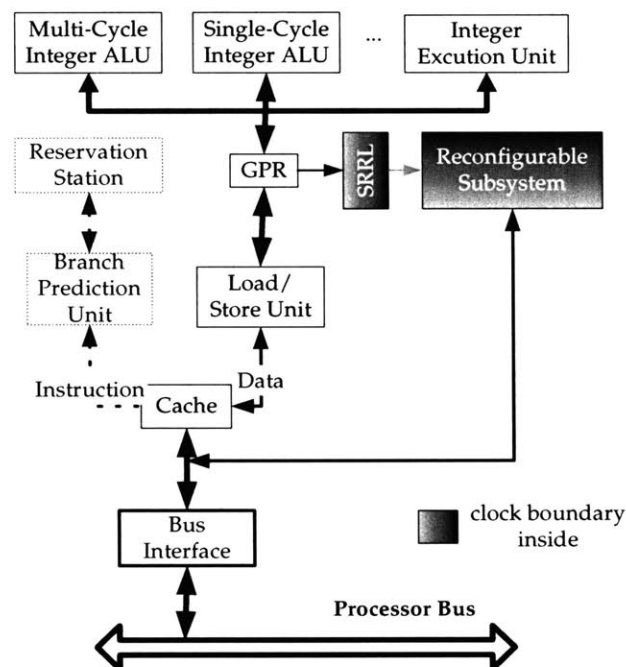 Multi-Cycle
Integer ALU
Single-Cycle
Integer ALU
...
Integer
Excution Unit
Reservation
Station
GPR
SRRL
Reconfigurable
Subsystem
Branch
Prediction
Unit
Load/
Store Unit
Instruction
Data
Cache
Bus
Interface
clock boundary
inside
Processor Bus